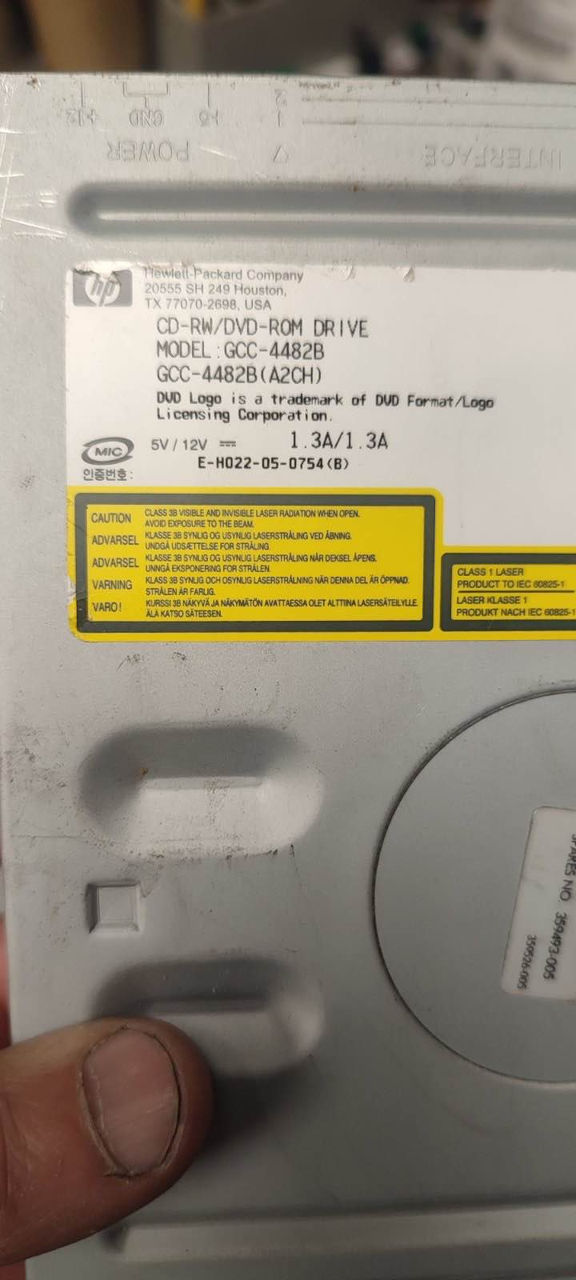 +12 GND +5
2
1
POWER ▽ INTERFACE
hp
Hewlett-Packard Company
20555 SH 249 Houston,
TX 77070-2698, USA
CD-RW/DVD-ROM DRIVE
MODEL:GCC-4482B
GCC-4482B(A2CH)
DVD Logo is a trademark of DVD Format/Logo
Licensing Corporation.
MIC
인증번호:
5V / 12V ⎓ 1.3A/1.3A
E-H022-05-0754(B)
CAUTION CLASS 3B VISIBLE AND INVISIBLE LASER RADIATION WHEN OPEN.
AVOID EXPOSURE TO THE BEAM.
ADVARSEL KLASSE 3B SYNLIG OG USYNLIG LASERSTRÅLING VED ÅBNING.
UNDGÅ UDSÆTTELSE FOR STRÅLING.
ADVARSEL KLASSE 3B SYNLIG OG USYNLIG LASERSTRÅLING NÅR DEKSEL ÅPENS.
UNNGÅ EKSPONERING FOR STRÅLEN.
VARNING KLASS 3B SYNLIG OCH OSYNLIG LASERSTRÅLNING NÄR DENNA DEL ÄR ÖPPNAD.
STRÅLEN ÄR FARLIG.
VARO! KURSSI 3B NÄKYVÄ JA NÄKYMÄTÖN AVATTAESSA OLET ALTTIINA LASERSÄTEILYLLE.
ÄLÄ KATSO SÄTEESEN.
CLASS 1 LASER
PRODUCT TO IEC 60825-1
LASER KLASSE 1
PRODUKT NACH IEC 60825-1
SPARES NO. 359493-005
359526-005